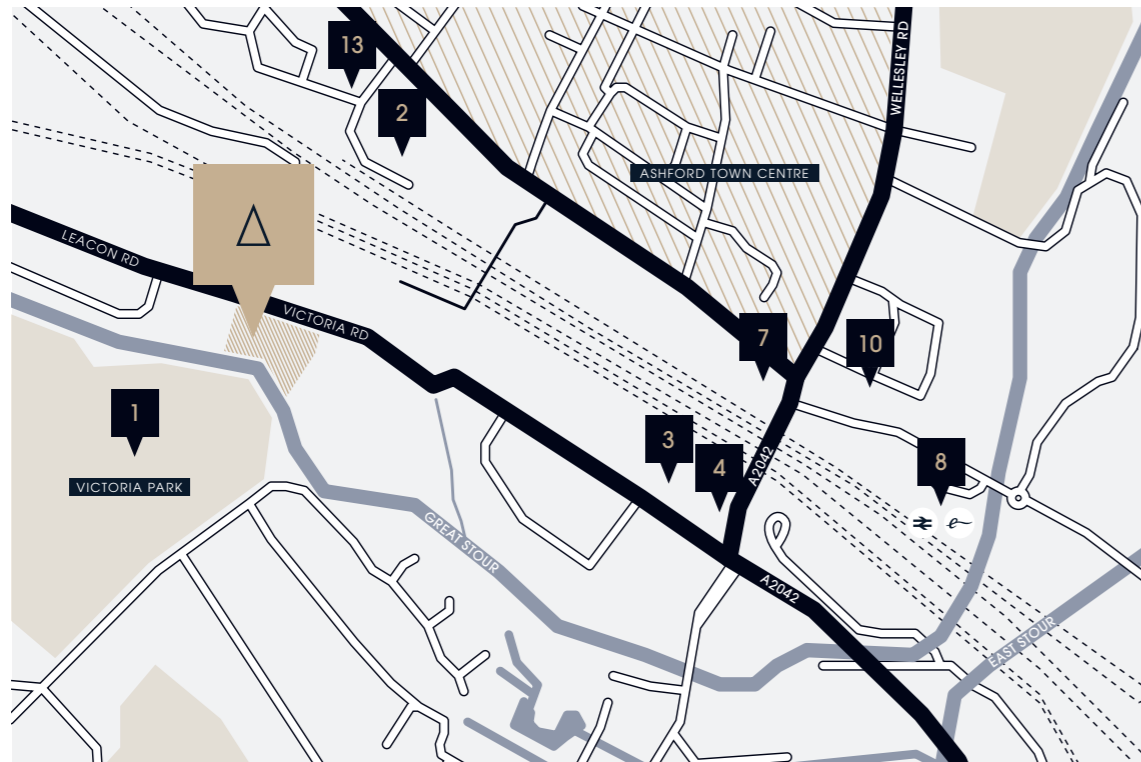 13
2
WELLESLEY RD
ASHFORD TOWN CENTRE
LEACON RD
VICTORIA RD
7
10
1
3
4
A2042
8
VICTORIA PARK
GREAT STOUR
A2042
EAST STOUR